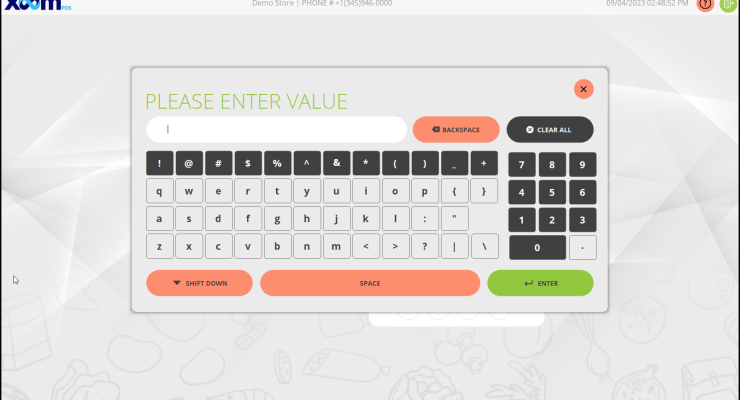 xoom POS
Demo Store | PHONE # +1(345)946-0000
09/04/2023 02:48:52 PM
?
PLEASE ENTER VALUE
BACKSPACE
CLEAR ALL
! @ # $ % ^ & * ( ) _ + 7 8 9
q w e r t y u i o p { } 4 5 6
a s d f g h j k l : " 1 2 3
z x c v b n m < > ? | \ 0 .
SHIFT DOWN
SPACE
ENTER